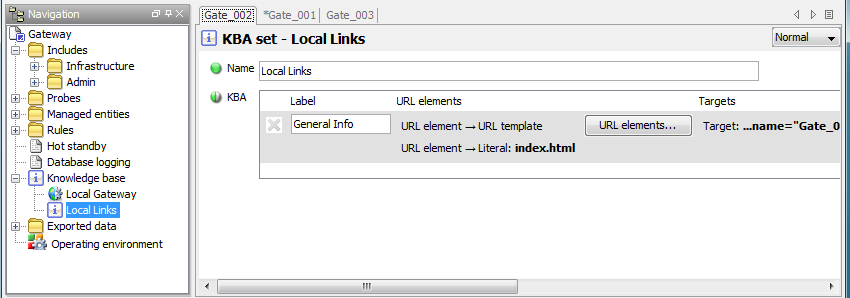 Navigation
Gateway
Includes
Infrastructure
Admin
Probes
Managed entities
Rules
Hot standby
Database logging
Knowledge base
Local Gateway
Local Links
Exported data
Operating environment
Gate_002 *Gate_001 Gate_003
KBA set - Local Links Normal
Name Local Links
KBA
Label URL elements Targets
General Info URL element → URL template URL elements... Target: ...name="Gate_0
URL element → Literal: index.html